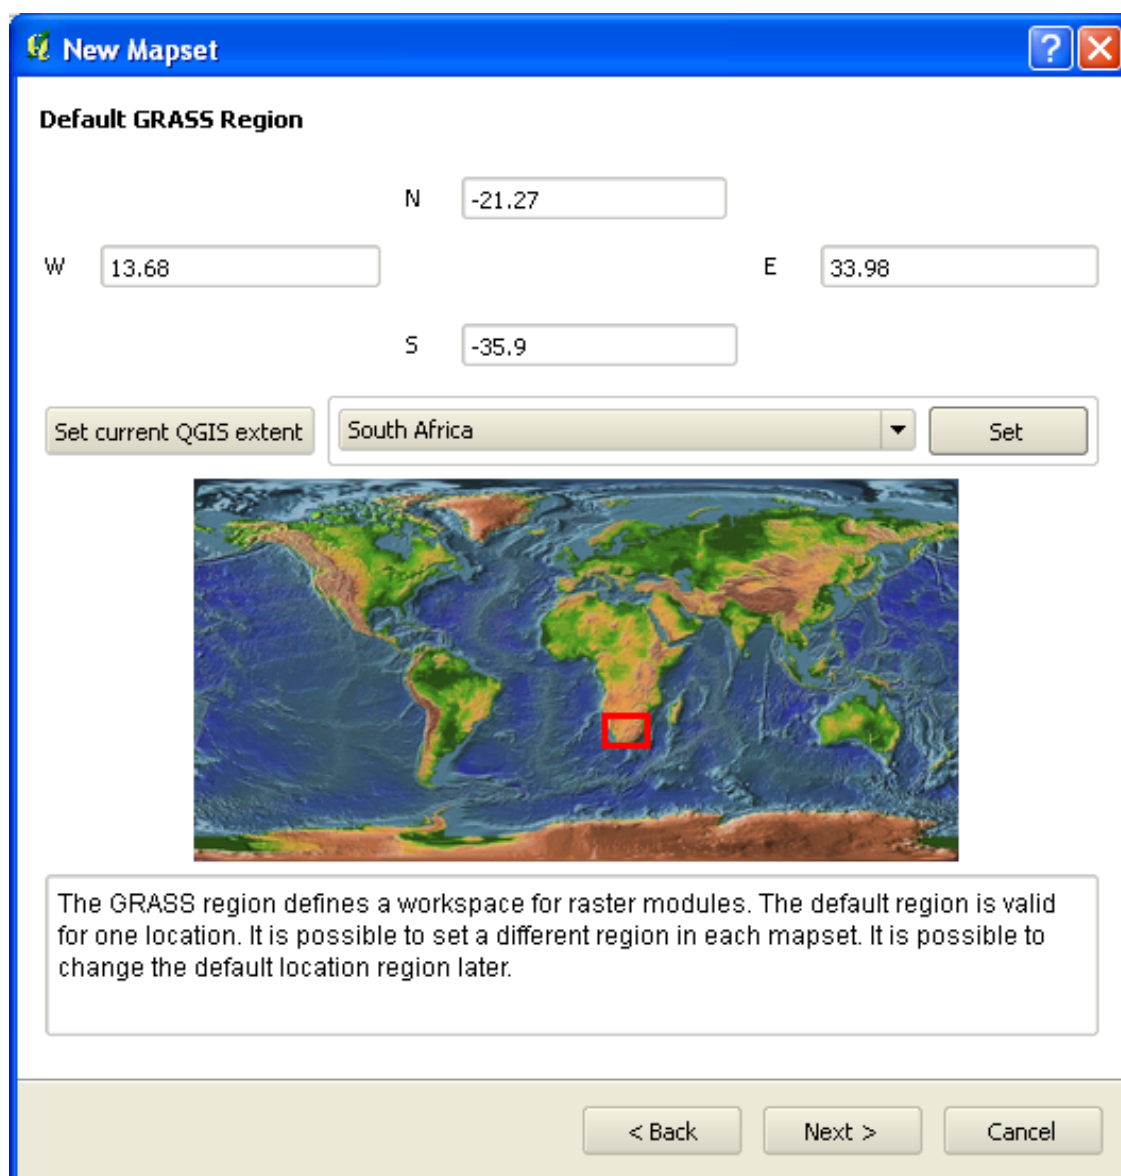 New Mapset
Default GRASS Region
N -21.27
W 13.68 E 33.98
S -35.9
Set current QGIS extent South Africa Set
The GRASS region defines a workspace for raster modules. The default region is valid
for one location. It is possible to set a different region in each mapset. It is possible to
change the default location region later.
< Back Next > Cancel